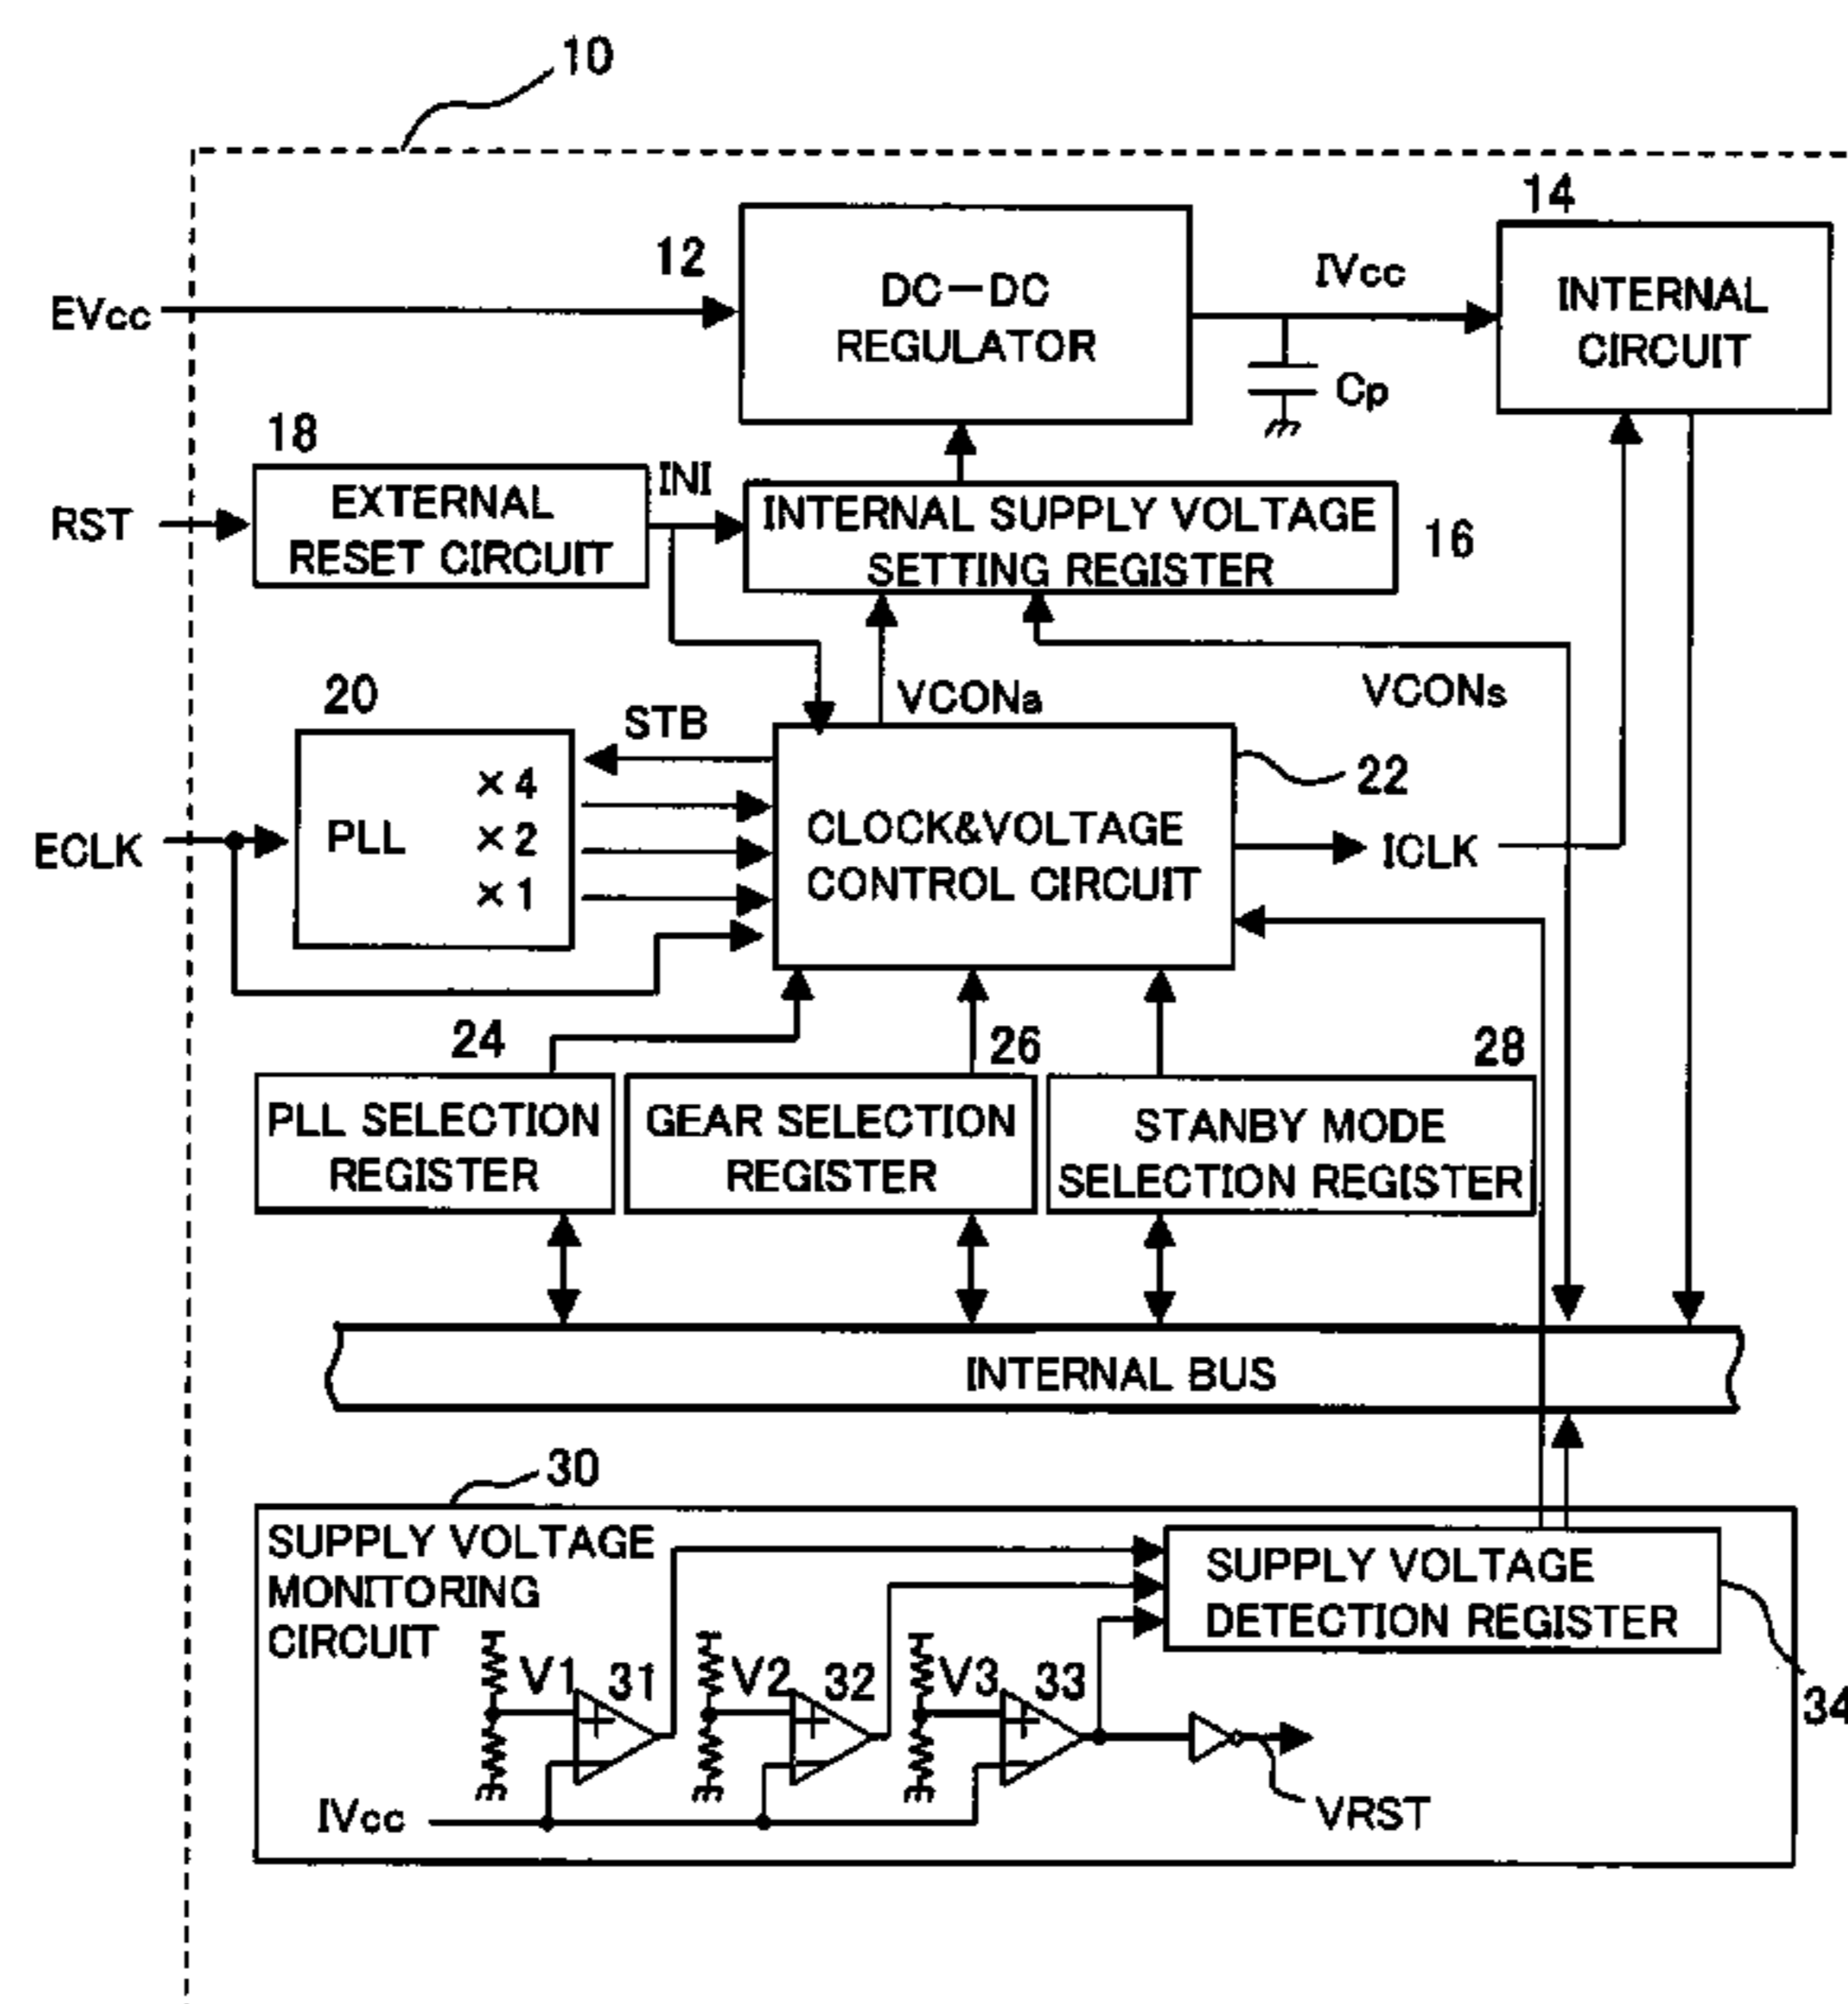 10
14
12
DC-DC
REGULATOR
IVcc
INTERNAL
CIRCUIT
EVcc
Cp
18
INI
EXTERNAL
RESET CIRCUIT
RST
INTERNAL SUPPLY VOLTAGE
SETTING REGISTER
16
20
STB
VCONa
VCONs
PLL
×4
×2
×1
22
ECLK
CLOCK&VOLTAGE
CONTROL CIRCUIT
ICLK
24
26
28
PLL SELECTION
REGISTER
GEAR SELECTION
REGISTER
STANBY MODE
SELECTION REGISTER
INTERNAL BUS
30
SUPPLY VOLTAGE
MONITORING
CIRCUIT
SUPPLY VOLTAGE
DETECTION REGISTER
34
V1
31
V2
32
V3
33
+
−
+
−
+
−
IVcc
VRST